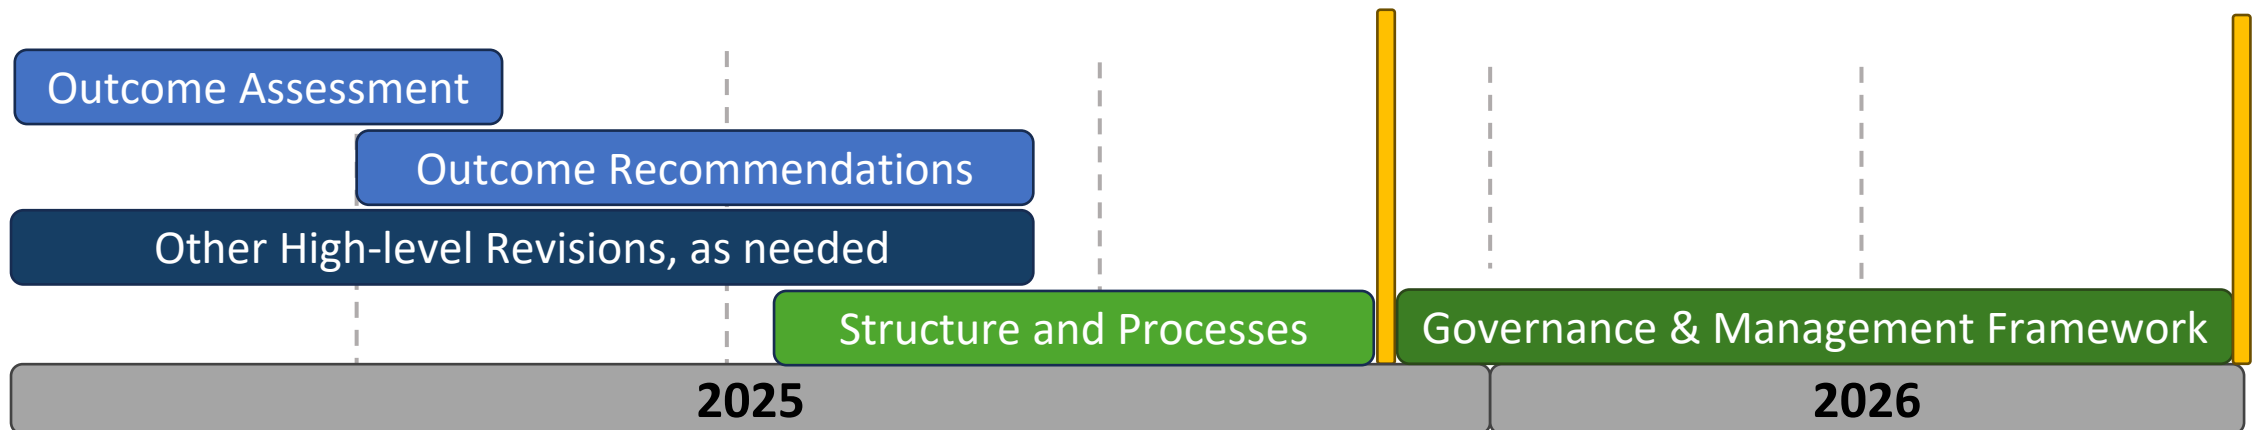 Outcome Assessment
Outcome Recommendations
Other High-level Revisions, as needed
Structure and Processes
Governance & Management Framework
2025
2026